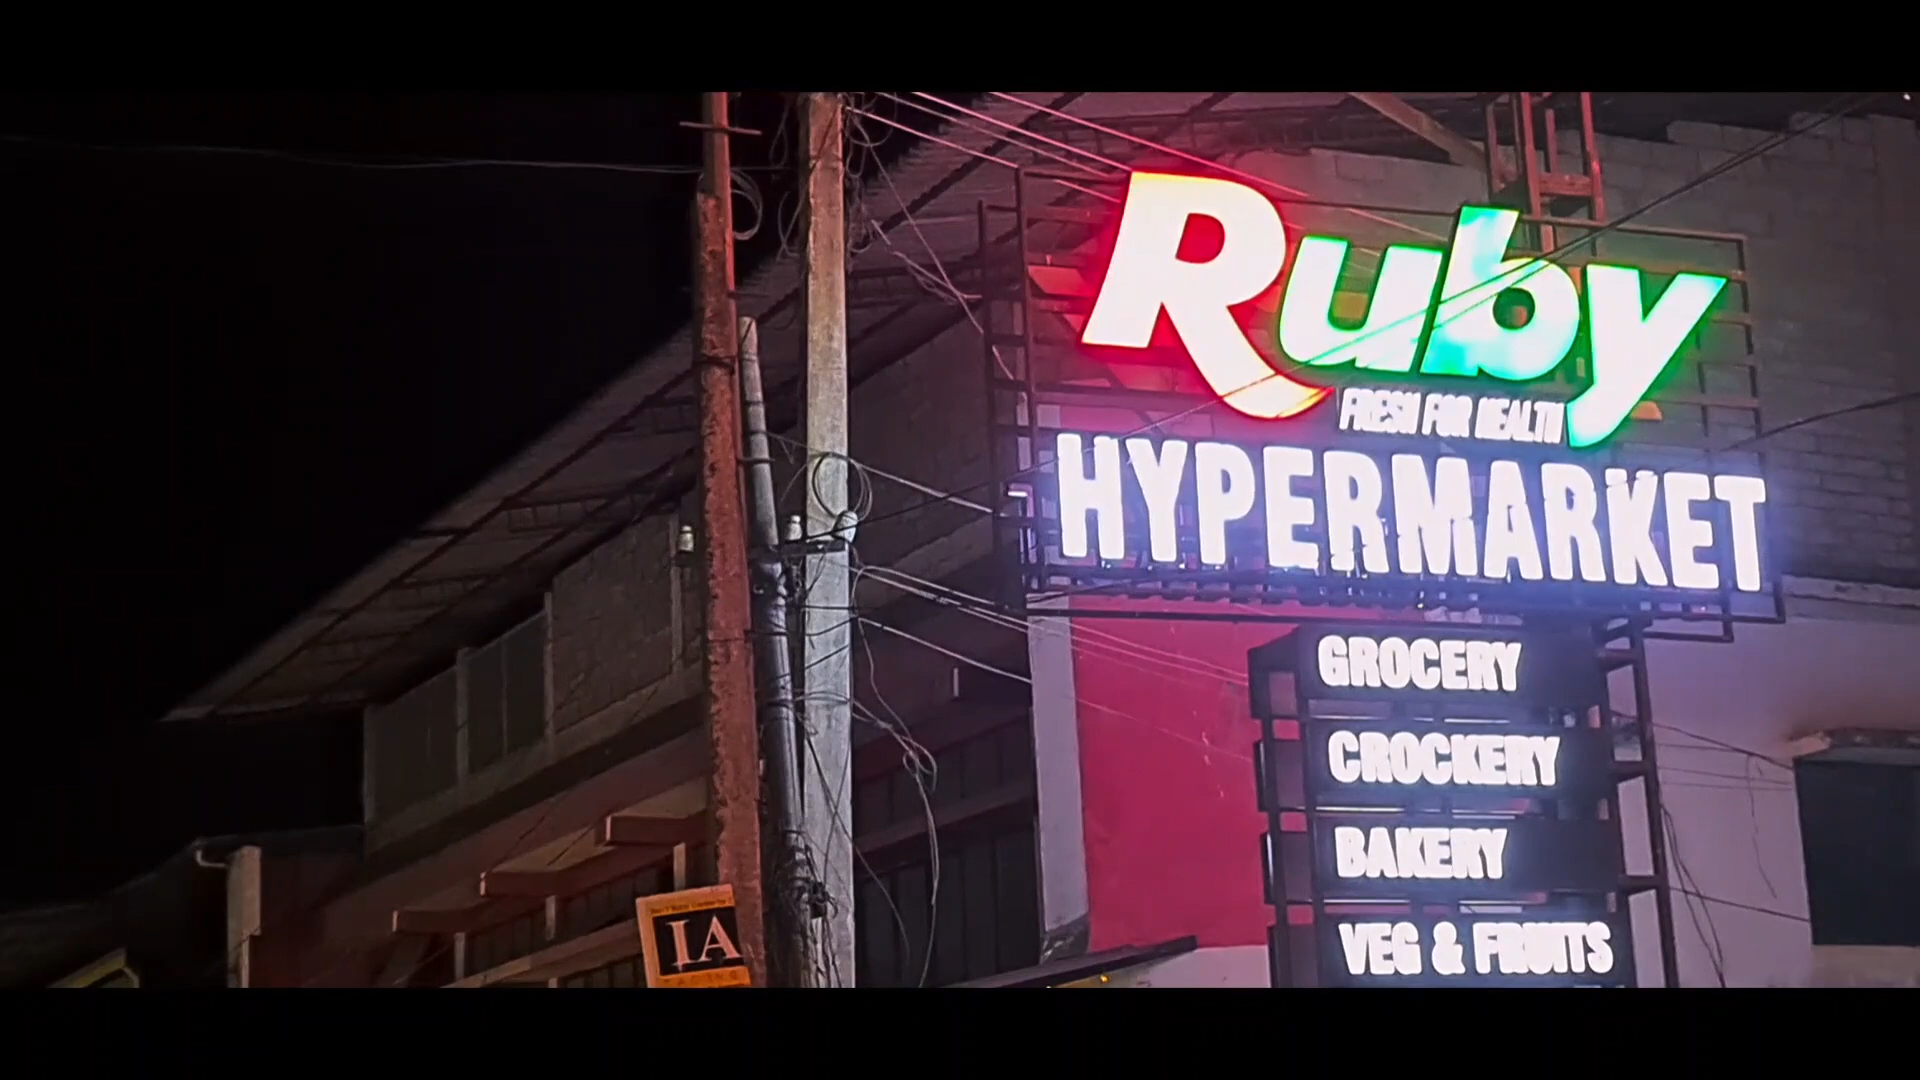 Ruby
FRESH FOR HEALTH
HYPERMARKET
GROCERY
CROCKERY
BAKERY
VEG & FRUITS
IA